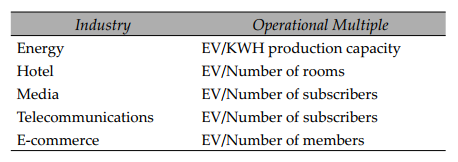 Industry Operational Multiple
Energy EV/KWH production capacity
Hotel EV/Number of rooms
Media EV/Number of subscribers
Telecommunications EV/Number of subscribers
E-commerce EV/Number of members